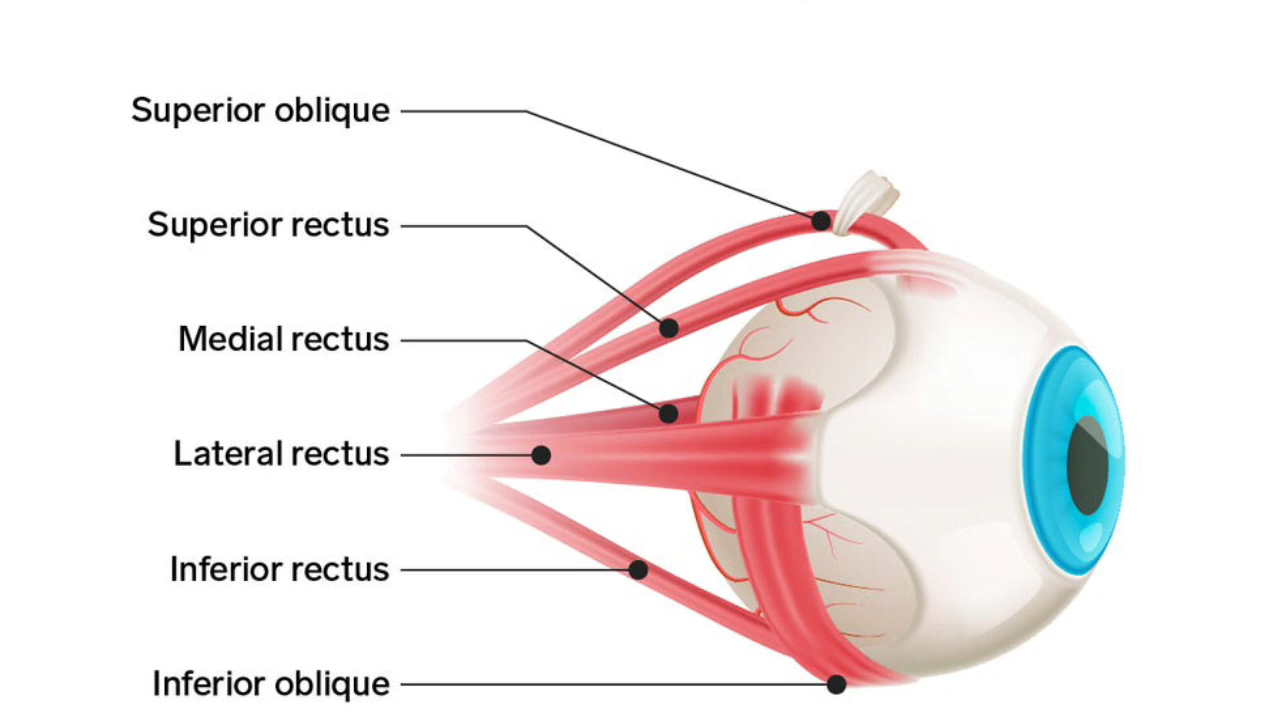 Superior oblique
Superior rectus
Medial rectus
Lateral rectus
Inferior rectus
Inferior oblique